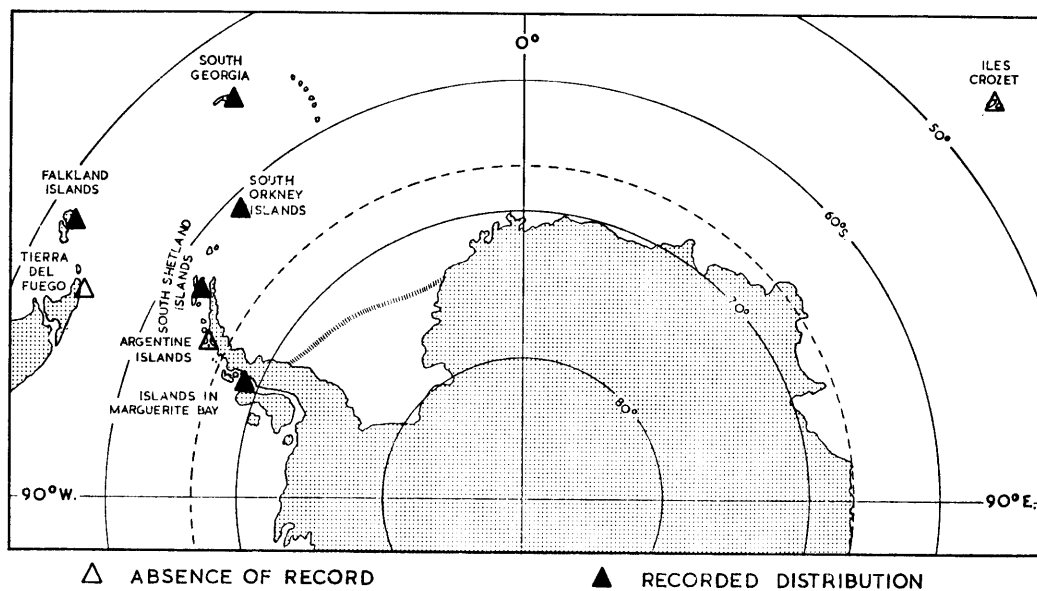 0°
SOUTH
GEORGIA
ILES
CROZET
50°
FALKLAND
ISLANDS
SOUTH
ORKNEY
ISLANDS
60°S
TIERRA
DEL
FUEGO
SOUTH SHETLAND
ISLANDS
70°
ARGENTINE
ISLANDS
ISLANDS IN
MARGUERITE BAY
80°
90°W.
90°E.
ABSENCE OF RECORD
RECORDED DISTRIBUTION